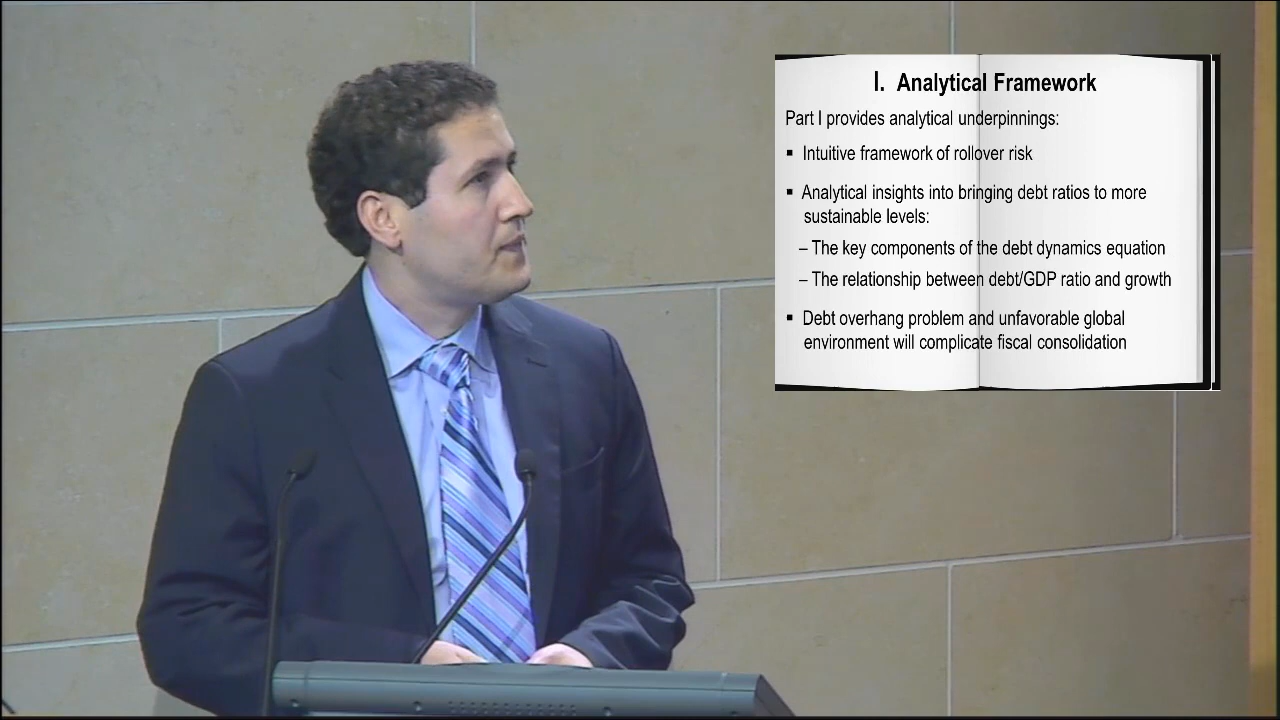 I. Analytical Framework
Part I provides analytical underpinnings:
▪ Intuitive framework of rollover risk
▪ Analytical insights into bringing debt ratios to more
sustainable levels:
– The key components of the debt dynamics equation
– The relationship between debt/GDP ratio and growth
▪ Debt overhang problem and unfavorable global
environment will complicate fiscal consolidation